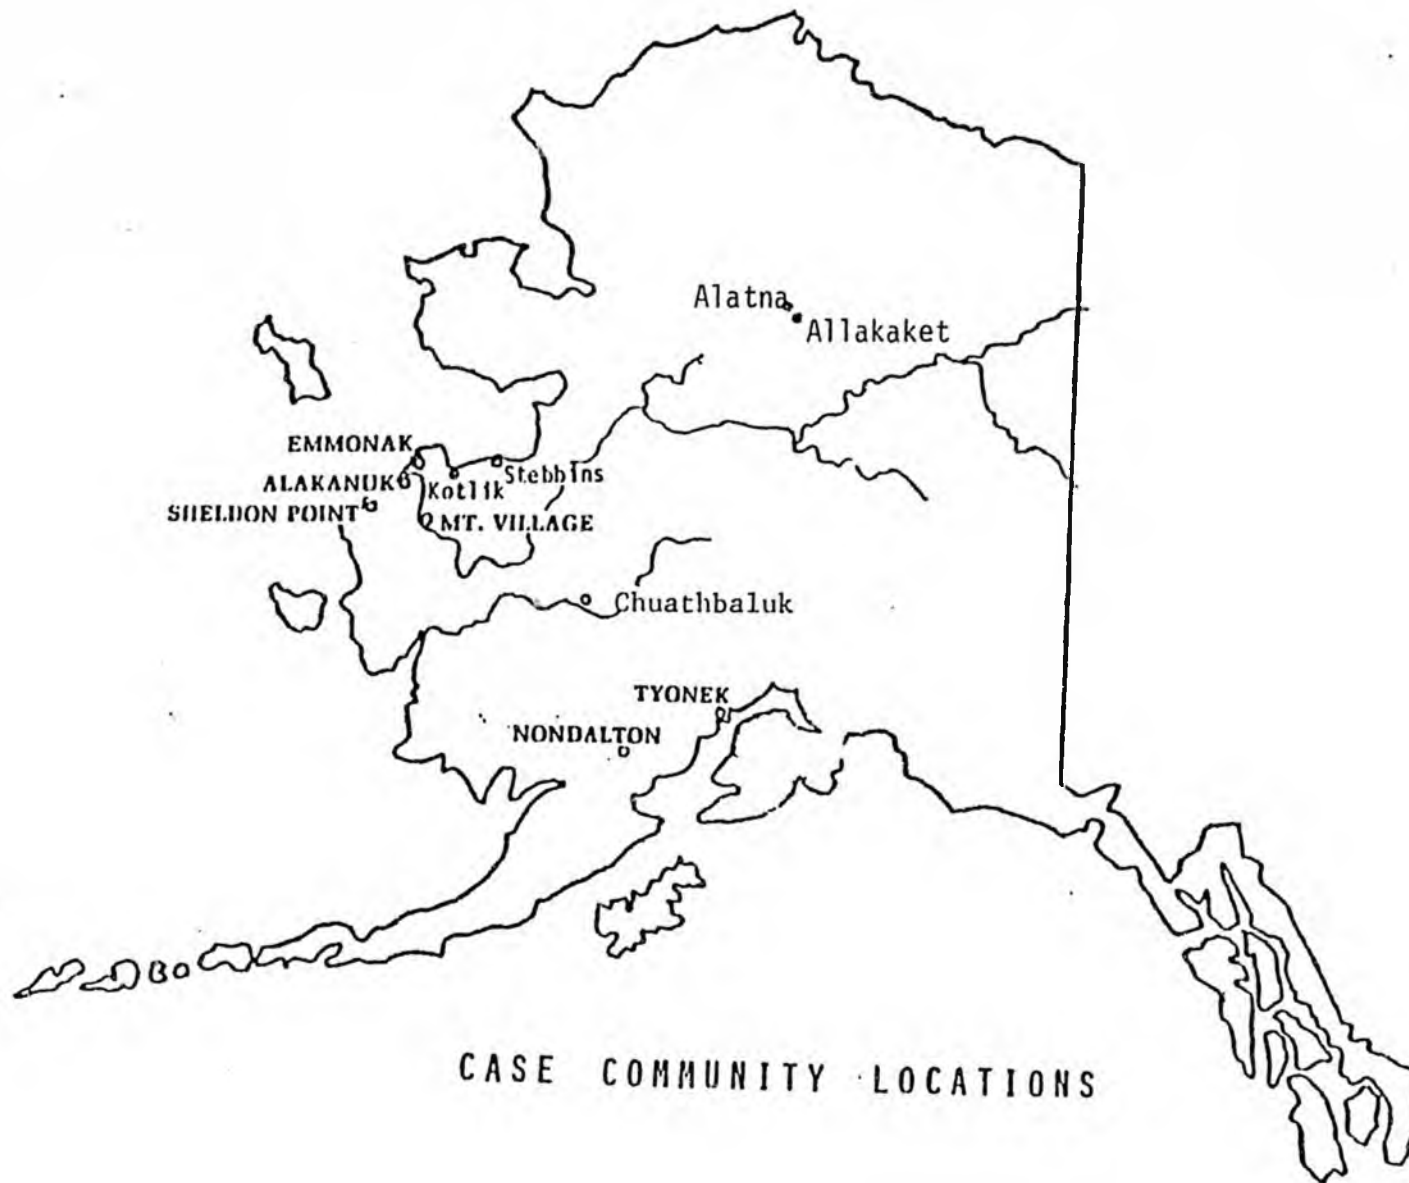 Alatna
Allakaket
EMMONAK
ALAKANUK
Kotlik
Stebbins
SHELDON POINT
MT. VILLAGE
Chuathbaluk
TYONEK
NONDALTON
CASE COMMUNITY LOCATIONS